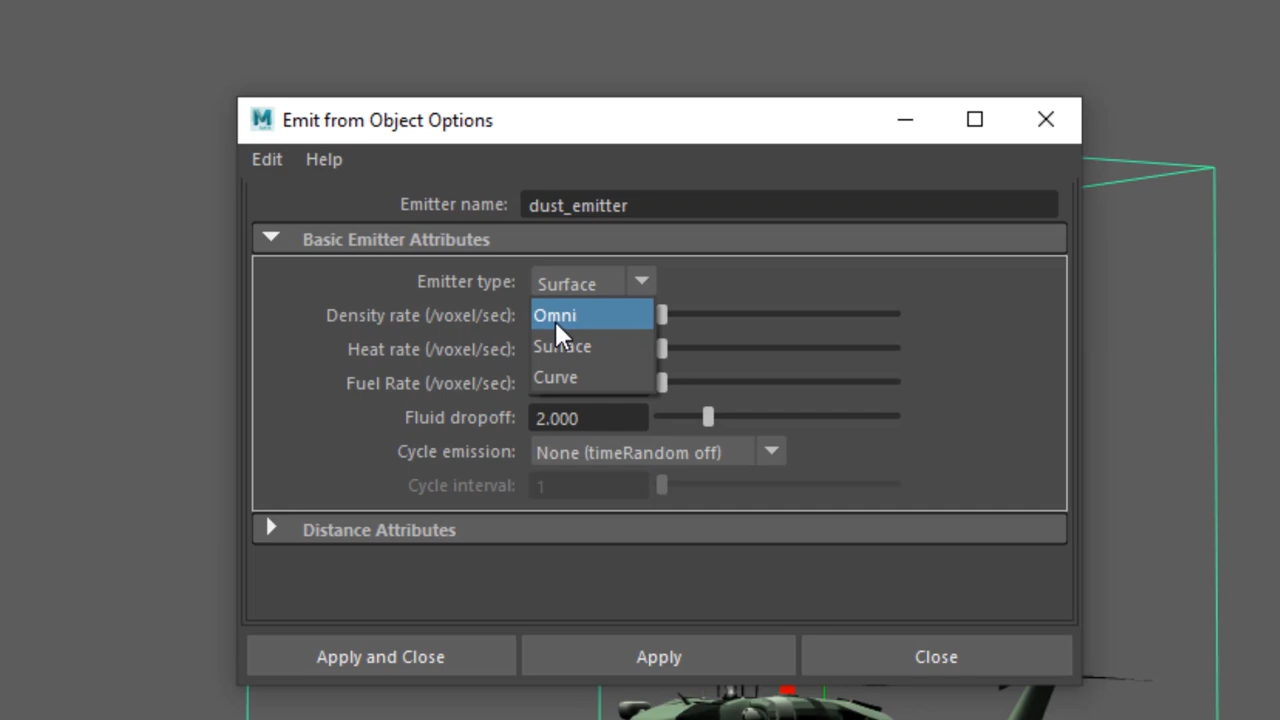 Emit from Object Options
Edit Help
Emitter name: dust_emitter
Basic Emitter Attributes
Emitter type: Surface
Omni
Surface
Curve
Density rate (/voxel/sec):
Heat rate (/voxel/sec):
Fuel Rate (/voxel/sec):
Fluid dropoff: 2.000
Cycle emission: None (timeRandom off)
Cycle interval: 1
Distance Attributes
Apply and Close Apply Close